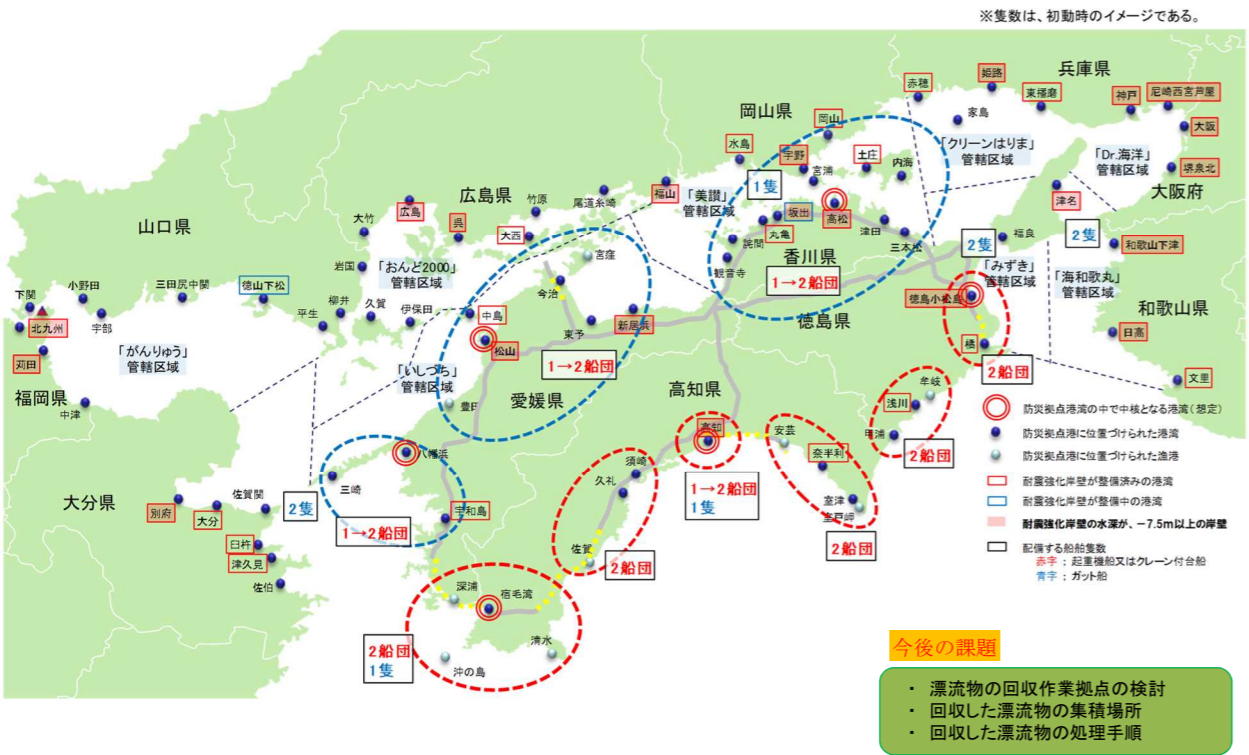 ※隻数は、初動時のイメージである。
兵庫県
姫路
赤穂
東播磨
神戸
尼崎西宮芦屋
家島
大阪
岡山県
岡山
「クリーンはりま」
管轄区域
「Dr.海洋」
管轄区域
堺泉北
大阪府
水島
宇野
土庄
宮浦
内海
1隻
福山
「美讃」
管轄区域
津名
広島県
竹原
尾道糸崎
広島
大竹
呉
大西
坂出
高松
丸亀
津田
三本松
詫間
観音寺
香川県
1→2船団
2隻
福良
2隻
和歌山下津
山口県
岩国
「おんど2000」
管轄区域
宮窪
今治
「みずき」
管轄区域
「海和歌丸」
管轄区域
和歌山県
下関
小野田
三田尻中関
徳山下松
柳井
久賀
伊保田
平生
宇部
北九州
中島
東予
新居浜
徳島県
徳島小松島
橘
日高
苅田
福岡県
「がんりゅう」
管轄区域
松山
1→2船団
「いしづち」
管轄区域
愛媛県
高知県
2船団
文里
中津
豊田
高知
安芸
牟岐
浅川
甲浦
2船団
防災拠点港湾の中で中核となる港湾(想定)
防災拠点港に位置づけられた港湾
防災拠点港に位置づけられた漁港
耐震強化岸壁が整備済みの港湾
耐震強化岸壁が整備中の港湾
耐震強化岸壁の水深が、-7.5m以上の岸壁
配備する船舶隻数
赤字 : 起重機船又はクレーン付台船
青字 : ガット船
八幡浜
三崎
須崎
久礼
奈半利
室津
室戸岬
1→2船団
1隻
2船団
大分県
別府
大分
佐賀関
2隻
宇和島
1→2船団
臼杵
津久見
佐伯
佐賀
2船団
深浦
宿毛湾
清水
沖の島
2船団
1隻
今後の課題
・ 漂流物の回収作業拠点の検討
・ 回収した漂流物の集積場所
・ 回収した漂流物の処理手順